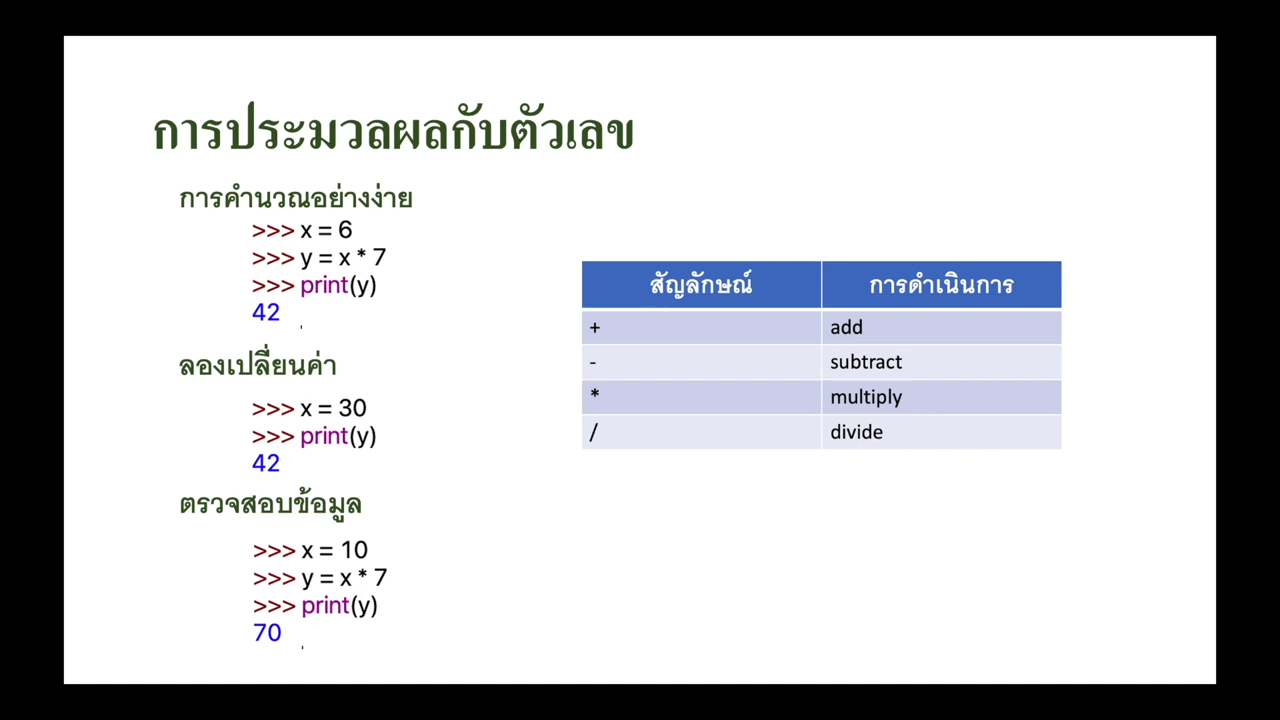 การประมวลผลกับตัวเลข
การคำนวณอย่างง่าย
>>> x = 6
>>> y = x * 7
>>> print(y)
42
ลองเปลี่ยนค่า
>>> x = 30
>>> print(y)
42
ตรวจสอบข้อมูล
>>> x = 10
>>> y = x * 7
>>> print(y)
70
สัญลักษณ์ การดำเนินการ
+ add
- subtract
* multiply
/ divide